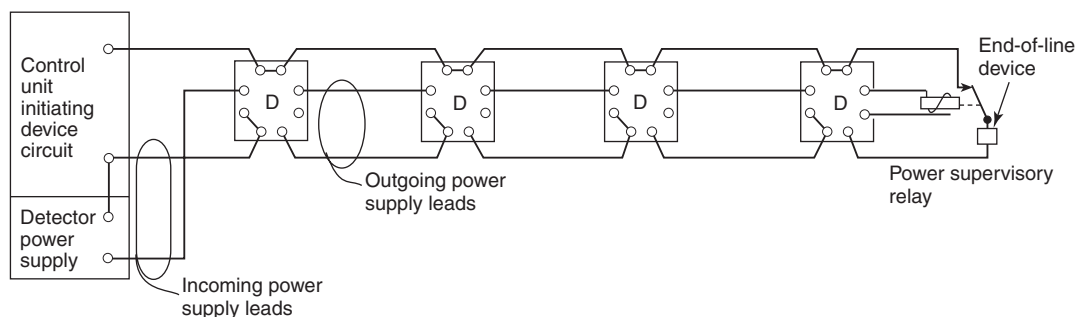 Control
unit
initiating
device
circuit
Detector
power
supply
D
D
D
D
End-of-line
device
Outgoing power
supply leads
Power supervisory
relay
Incoming power
supply leads